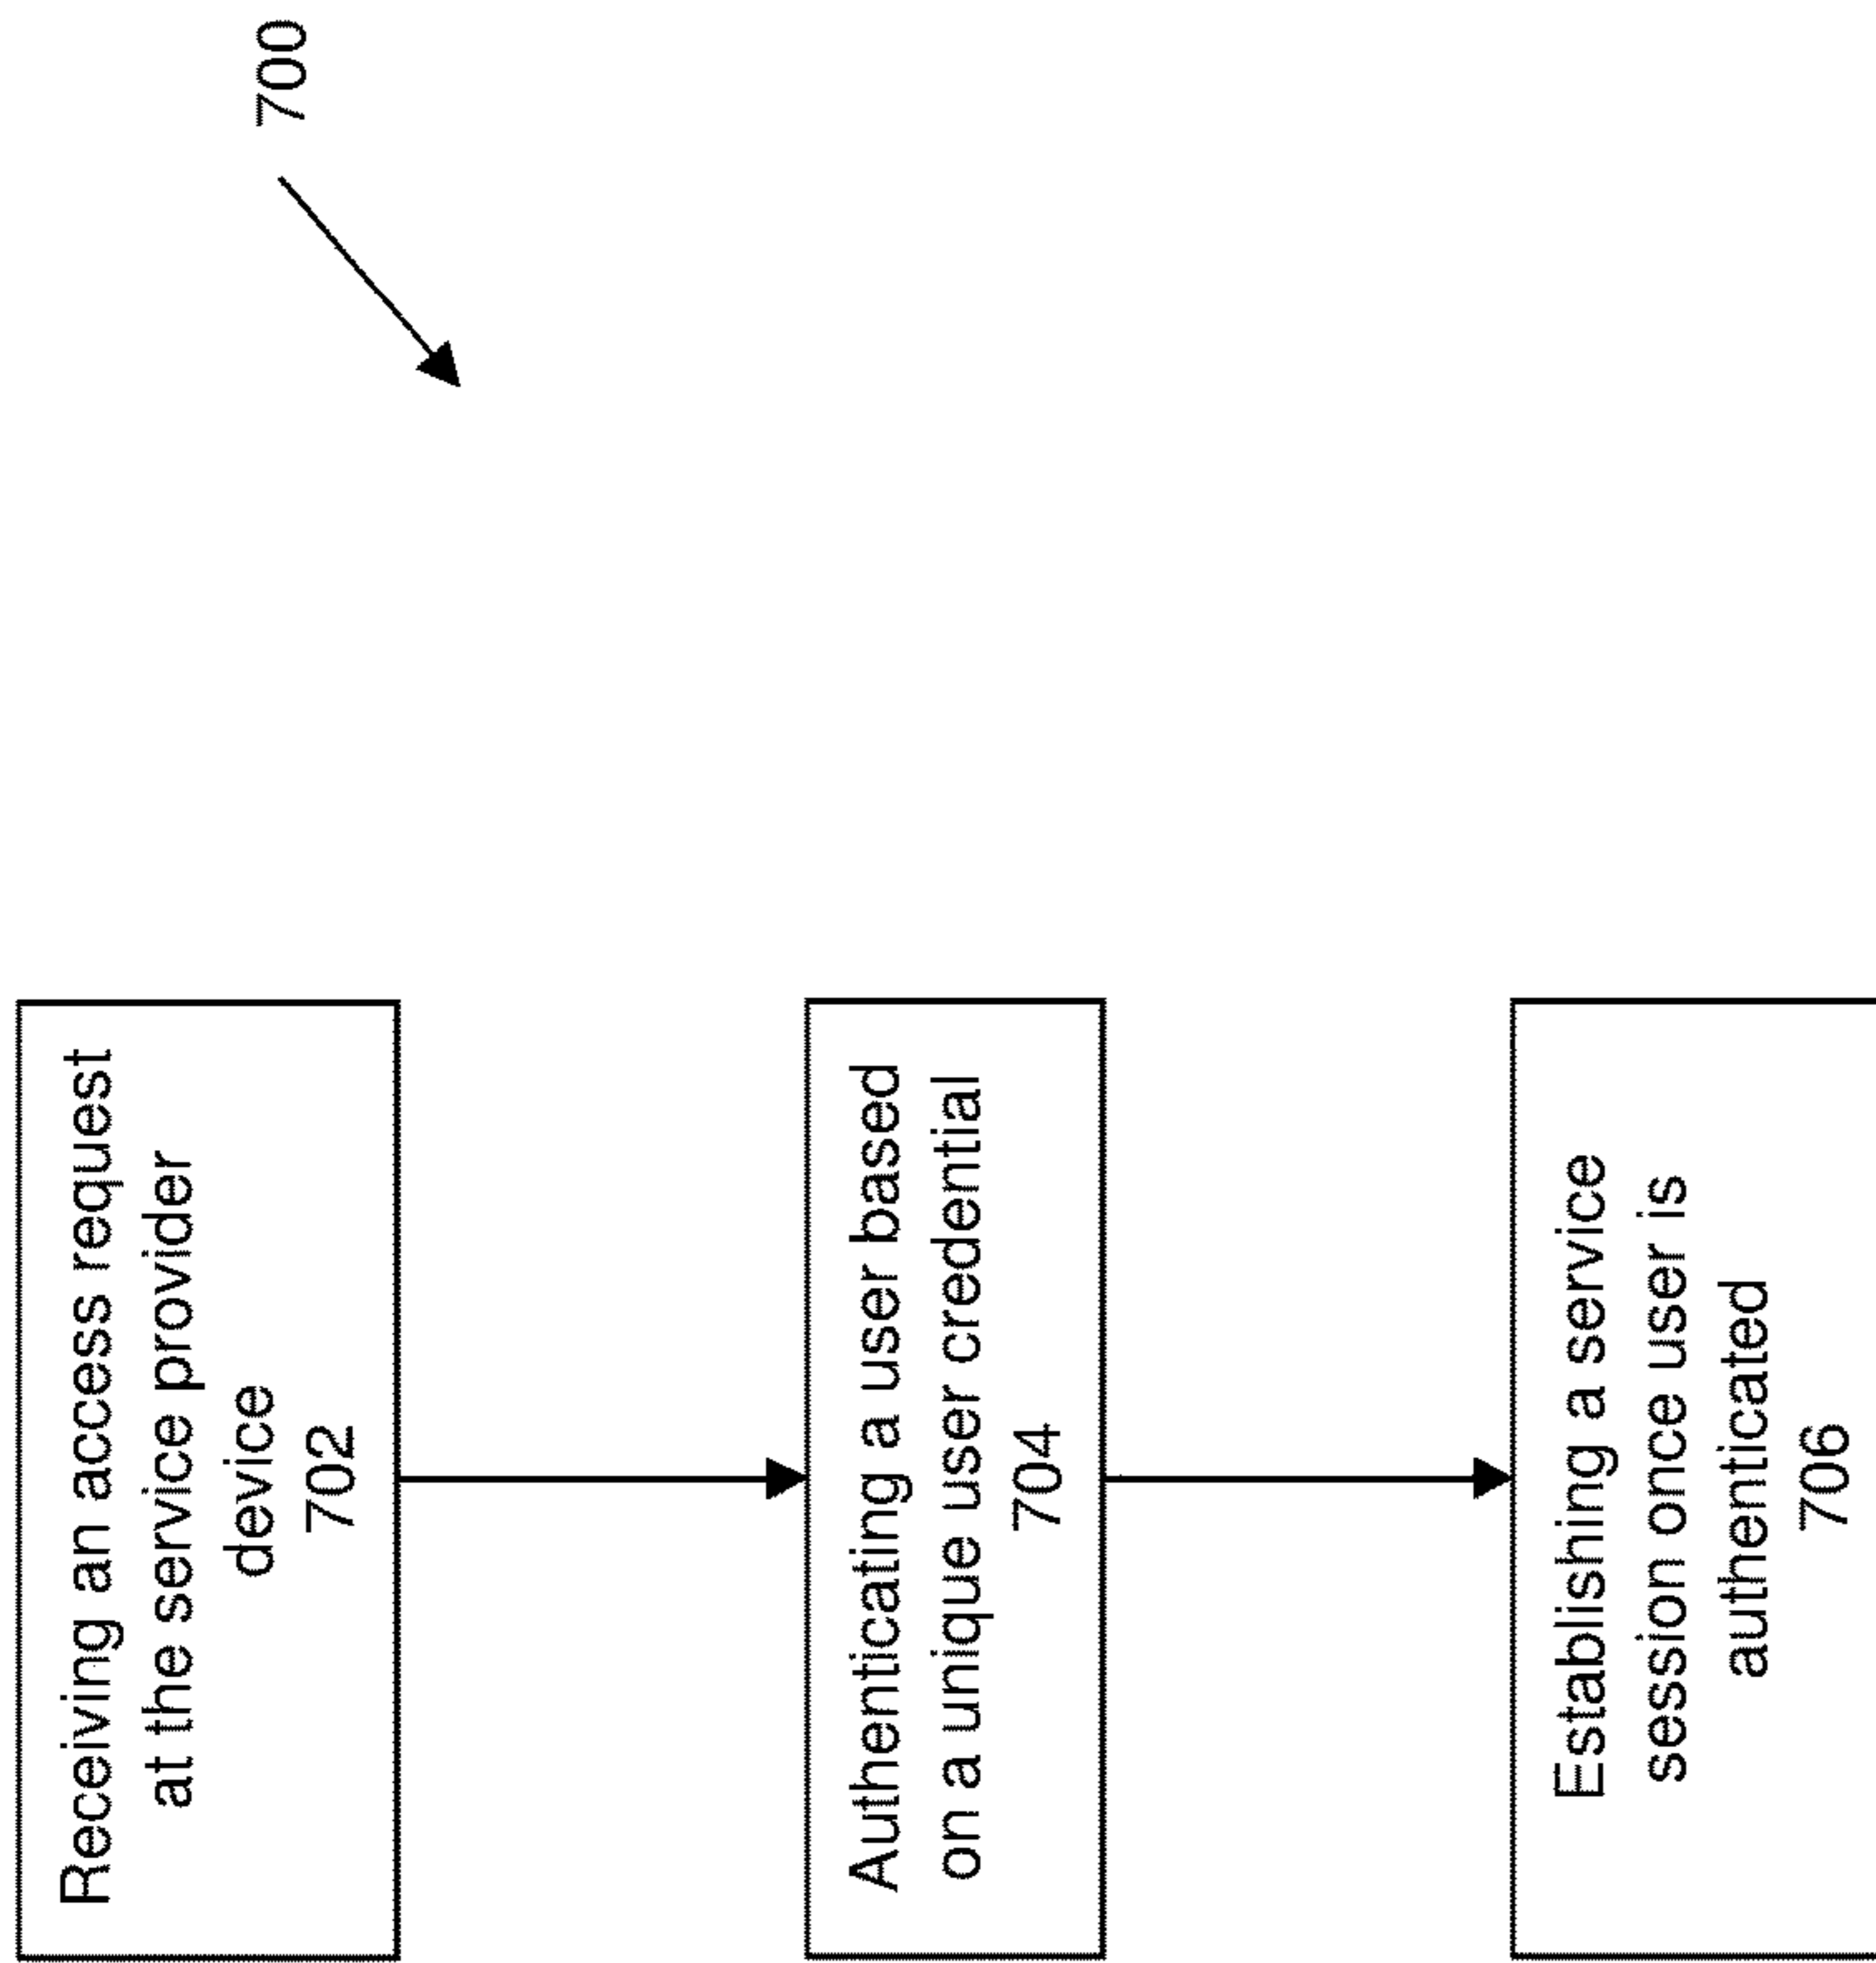 700
Receiving an access request
at the service provider
device
702
Authenticating a user based
on a unique user credential
704
Establishing a service
session once user is
authenticated
706